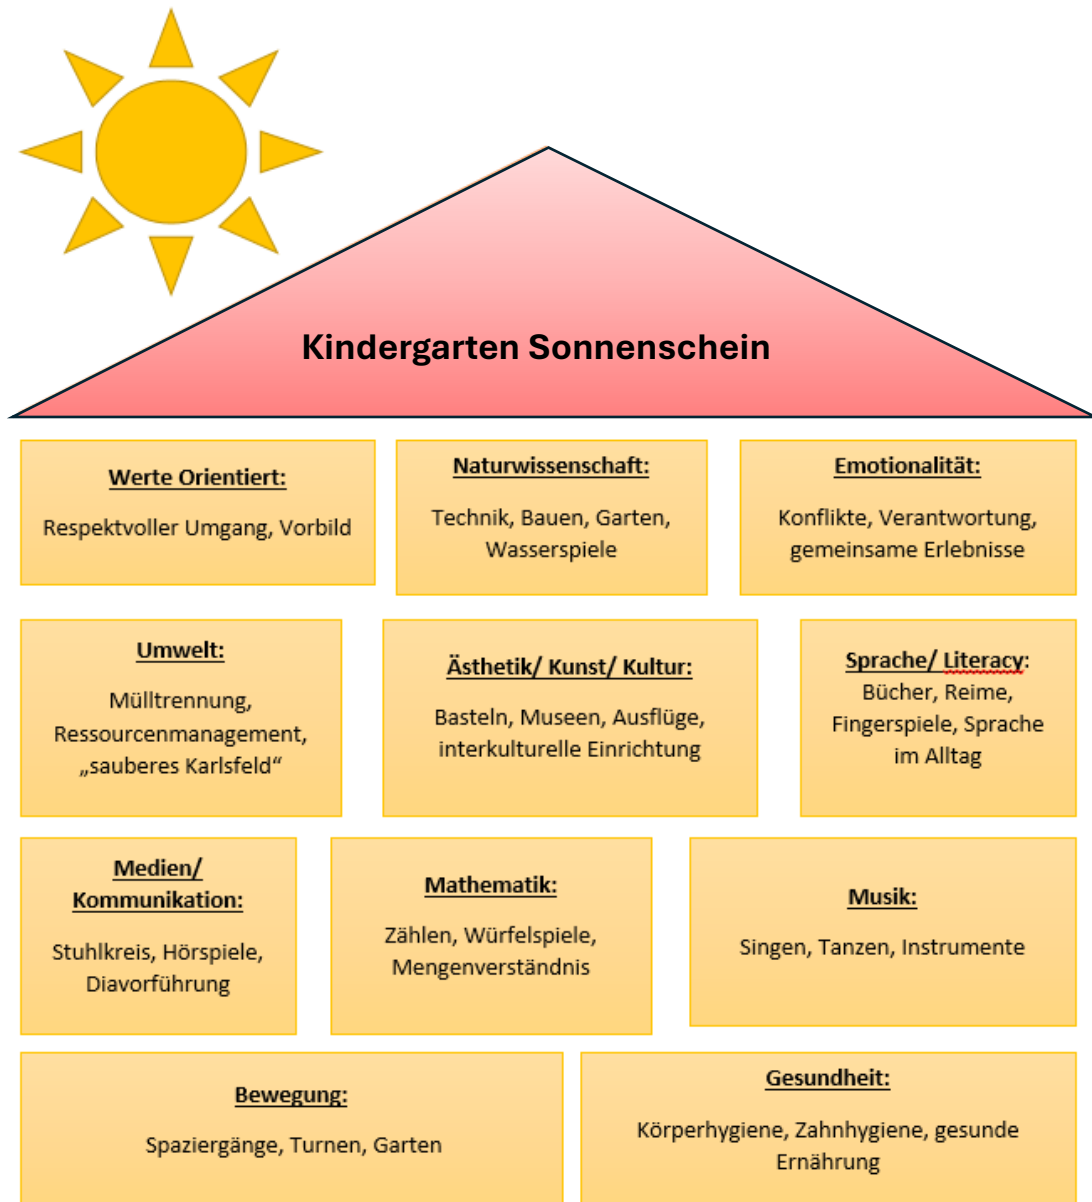 Kindergarten Sonnenschein
Werte Orientiert:
Respektvoller Umgang, Vorbild
Naturwissenschaft:
Technik, Bauen, Garten,
Wasserspiele
Emotionalität:
Konflikte, Verantwortung,
gemeinsame Erlebnisse
Umwelt:
Mülltrennung,
Ressourcenmanagement,
„sauberes Karlsfeld“
Ästhetik/ Kunst/ Kultur:
Basteln, Museen, Ausflüge,
interkulturelle Einrichtung
Sprache/ Literacy:
Bücher, Reime,
Fingerspiele, Sprache
im Alltag
Medien/
Kommunikation:
Stuhlkreis, Hörspiele,
Diavorführung
Mathematik:
Zählen, Würfelspiele,
Mengenverständnis
Musik:
Singen, Tanzen, Instrumente
Bewegung:
Spaziergänge, Turnen, Garten
Gesundheit:
Körperhygiene, Zahnhygiene, gesunde
Ernährung